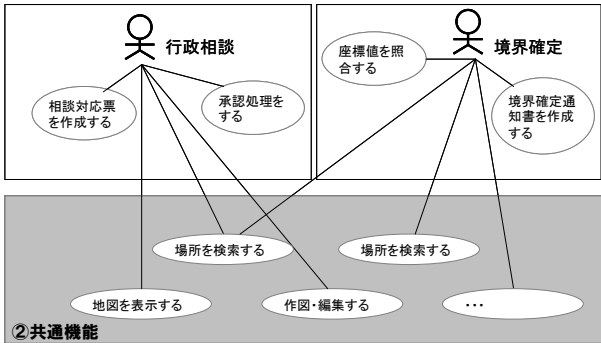 行政相談
相談対応票
を作成する
承認処理を
する
境界確定
座標値を照
合する
境界確定通
知書を作成
する
場所を検索する
場所を検索する
地図を表示する
作図・編集する
・・・
②共通機能